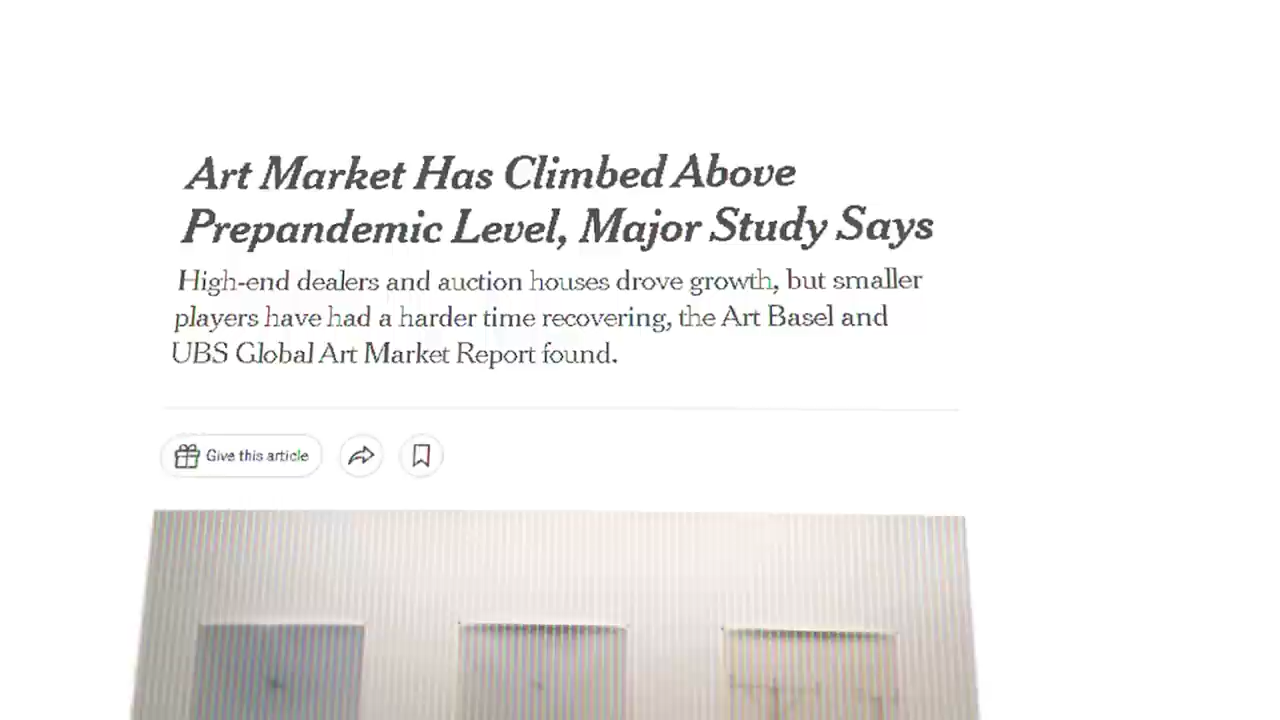 Art Market Has Climbed Above
Prepandemic Level, Major Study Says
High-end dealers and auction houses drove growth, but smaller
players have had a harder time recovering, the Art Basel and
UBS Global Art Market Report found.
Give this article